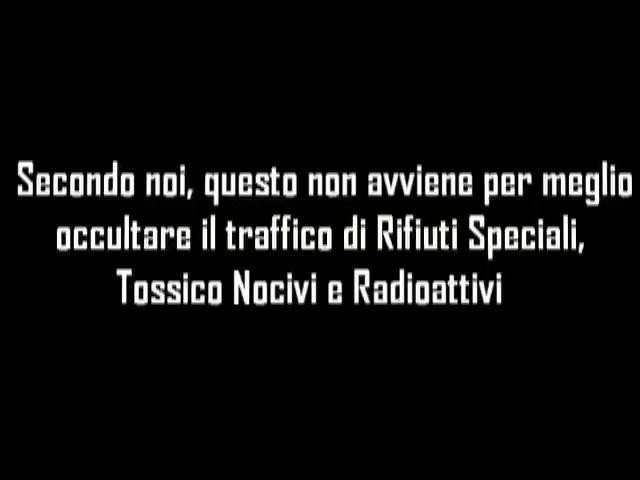 Secondo noi, questo non avviene per meglio
occultare il traffico di Rifiuti Speciali,
Tossico Nocivi e Radioattivi